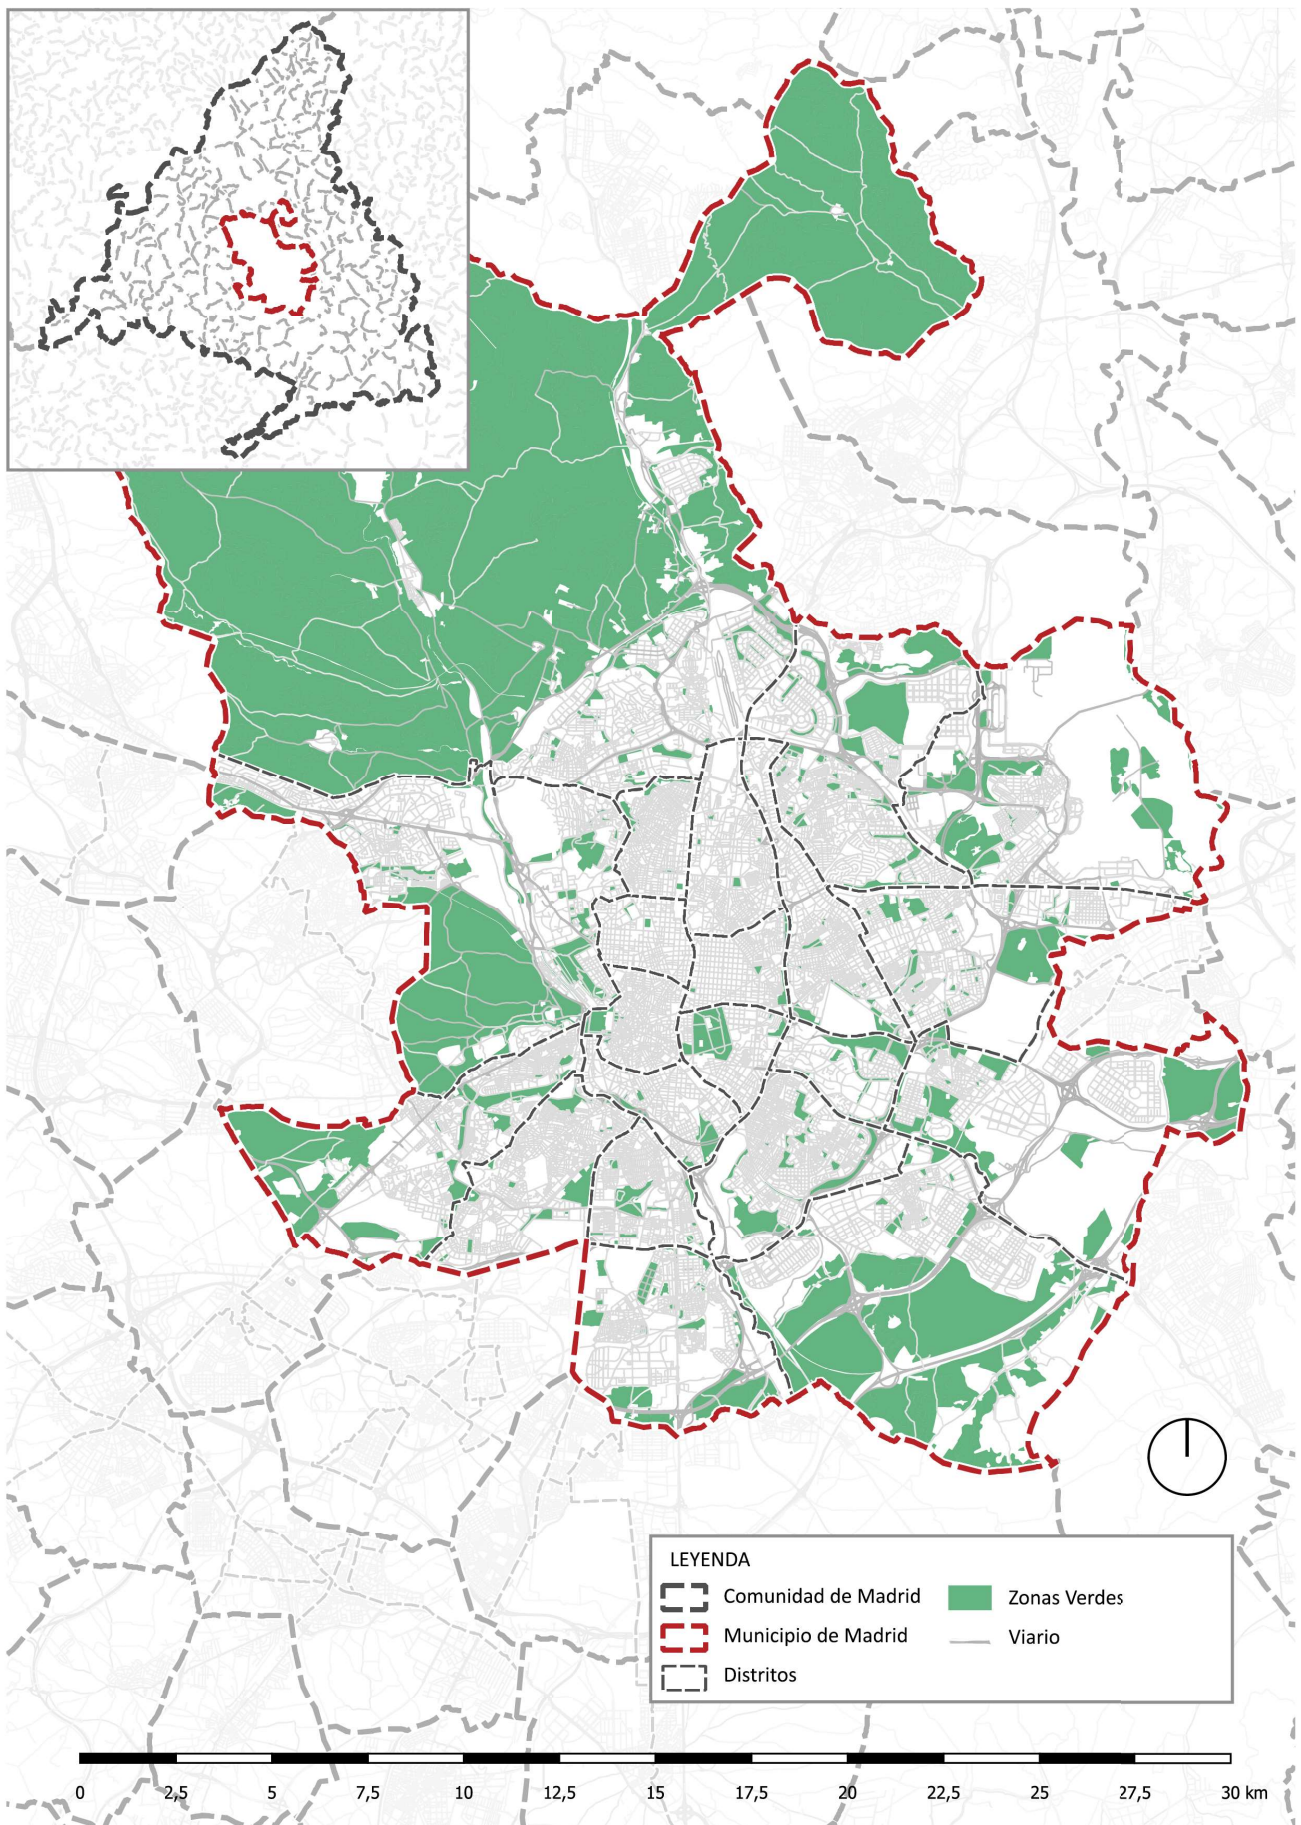 LEYENDA
Comunidad de Madrid
Zonas Verdes
Municipio de Madrid
Viario
Distritos
0 2,5 5 7,5 10 12,5 15 17,5 20 22,5 25 27,5 30 km